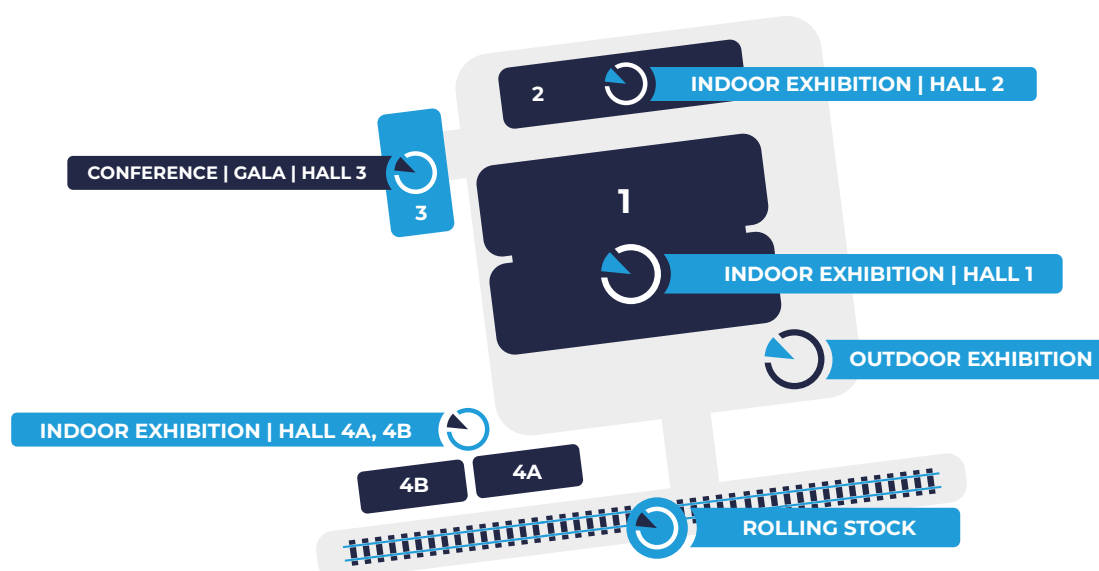 2
INDOOR EXHIBITION | HALL 2
CONFERENCE | GALA | HALL 3
3
1
INDOOR EXHIBITION | HALL 1
OUTDOOR EXHIBITION
INDOOR EXHIBITION | HALL 4A, 4B
4B
4A
ROLLING STOCK